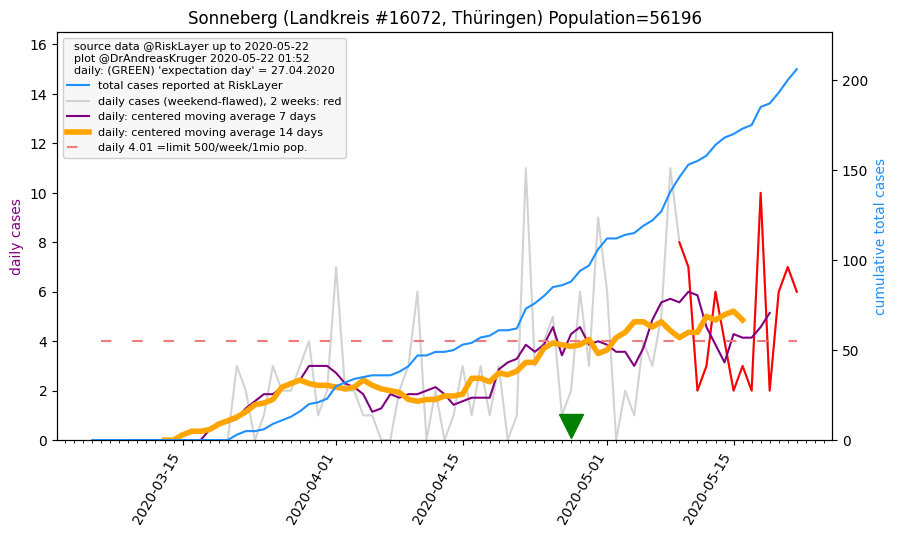 Sonneberg (Landkreis #16072, Thüringen) Population=56196
source data @RiskLayer up to 2020-05-22
plot @DrAndreasKruger 2020-05-22 01:52
daily: (GREEN) 'expectation day' = 27.04.2020
total cases reported at RiskLayer
daily cases (weekend-flawed), 2 weeks: red
daily: centered moving average 7 days
daily: centered moving average 14 days
daily 4.01 =limit 500/week/1mio pop.
daily cases
16
14
12
10
8
6
4
2
0
cumulative total cases
200
150
100
50
0
2020-03-15
2020-04-01
2020-04-15
2020-05-01
2020-05-15